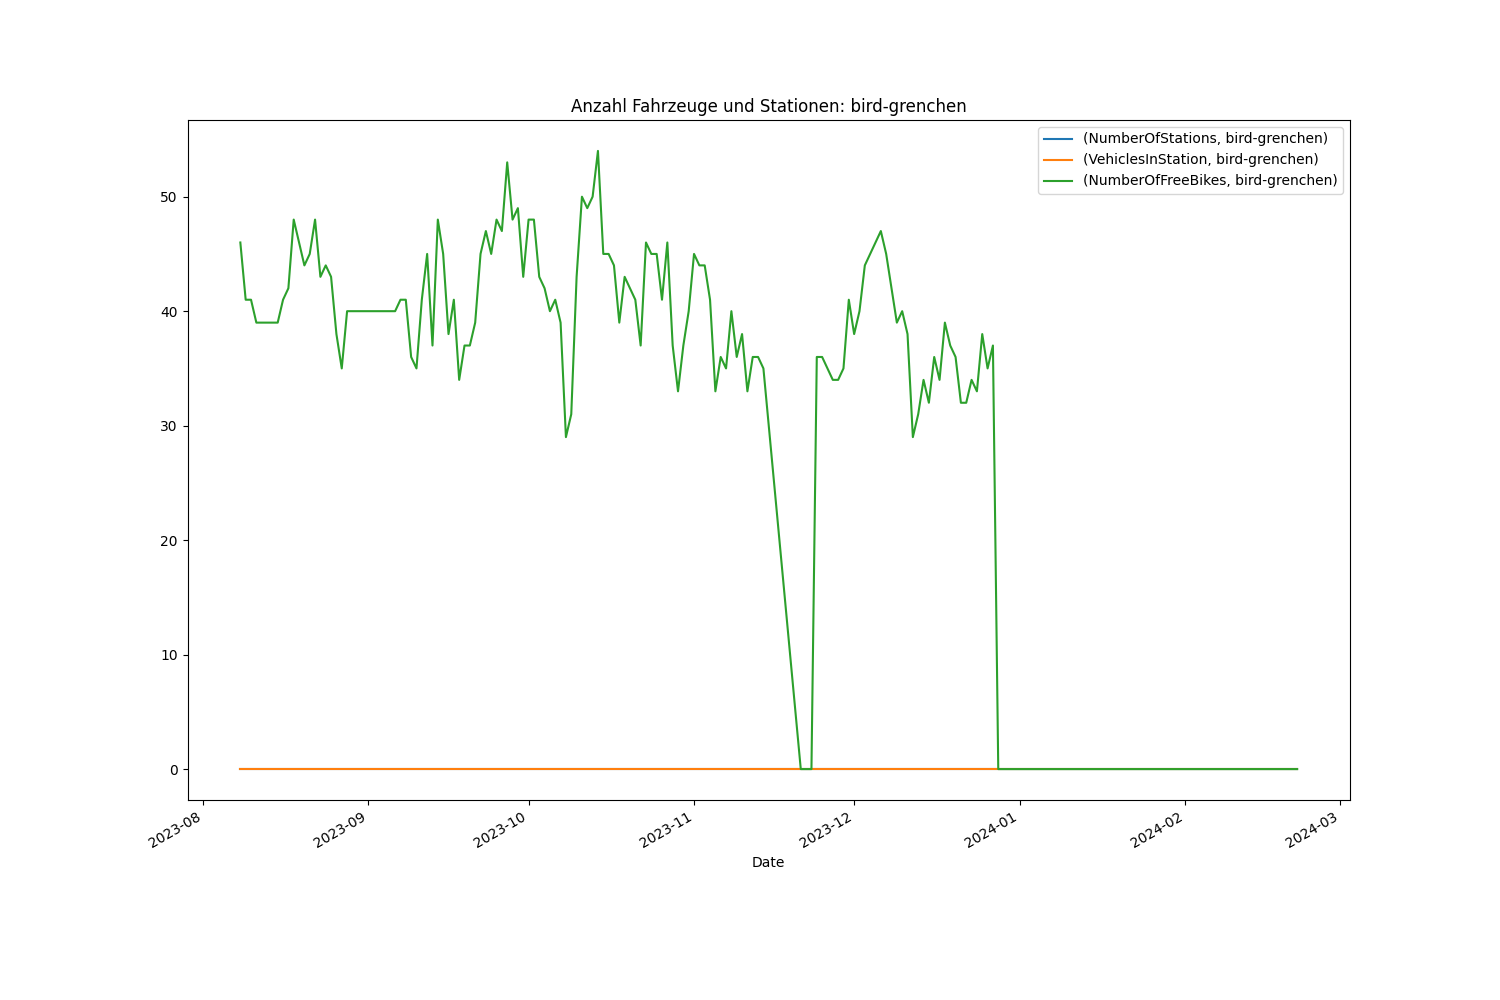 Anzahl Fahrzeuge und Stationen: bird-grenchen
(NumberOfStations, bird-grenchen)
(VehiclesInStation, bird-grenchen)
(NumberOfFreeBikes, bird-grenchen)
50
40
30
20
10
0
2023-08
2023-09
2023-10
2023-11
2023-12
2024-01
2024-02
2024-03
Date